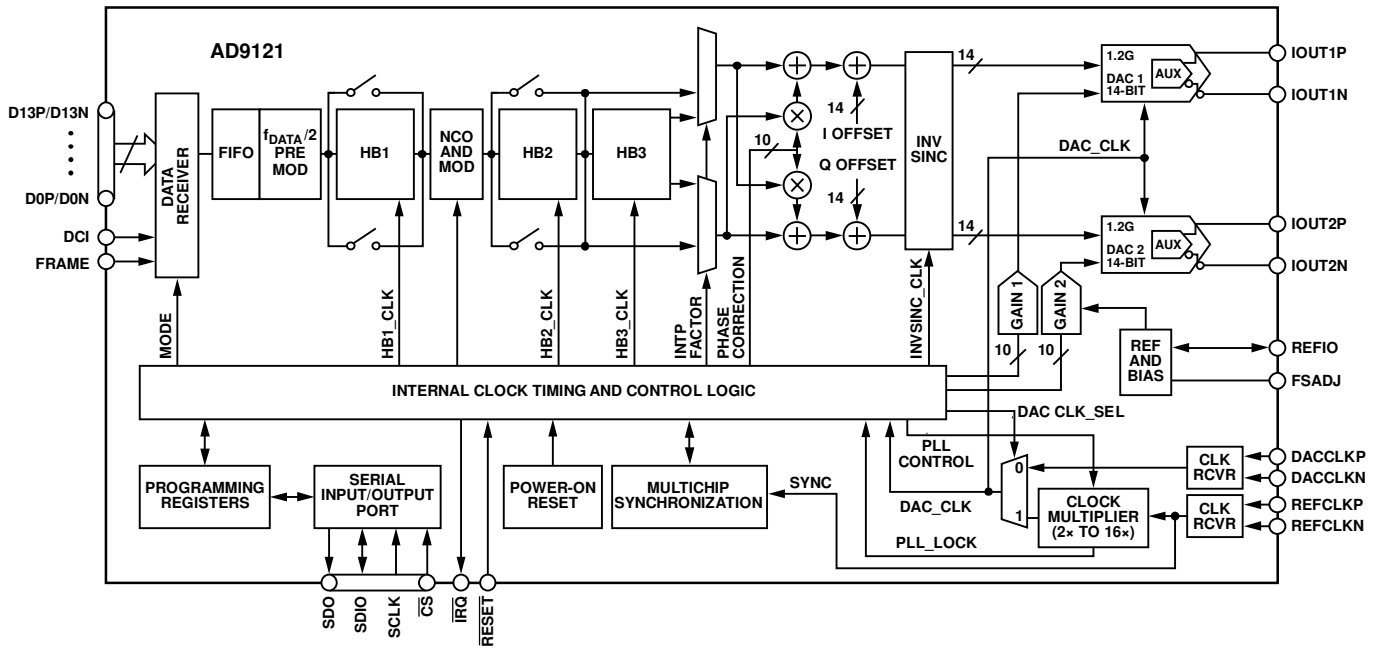 AD9121
D13P/D13N
D0P/D0N
DCI
FRAME
DATA
RECEIVER
FIFO
fDATA/2
PRE
MOD
HB1
NCO
AND
MOD
HB2
HB3
10
14
I OFFSET
Q OFFSET
14
INV
SINC
14
14
1.2G
DAC 1
14-BIT
AUX
IOUT1P
IOUT1N
DAC_CLK
1.2G
DAC 2
14-BIT
AUX
IOUT2P
IOUT2N
MODE
HB1_CLK
HB2_CLK
HB3_CLK
INTP
FACTOR
PHASE
CORRECTION
INVSINC_CLK
GAIN 1
GAIN 2
10
10
REF
AND
BIAS
REFIO
FSADJ
INTERNAL CLOCK TIMING AND CONTROL LOGIC
DAC CLK_SEL
PLL
CONTROL
0
1
DAC_CLK
PLL_LOCK
CLOCK
MULTIPLIER
(2× TO 16×)
CLK
RCVR
CLK
RCVR
DACCLKP
DACCLKN
REFCLKP
REFCLKN
PROGRAMMING
REGISTERS
SERIAL
INPUT/OUTPUT
PORT
POWER-ON
RESET
MULTICHIP
SYNCHRONIZATION
SYNC
SDO
SDIO
SCLK
CS
IRQ
RESET